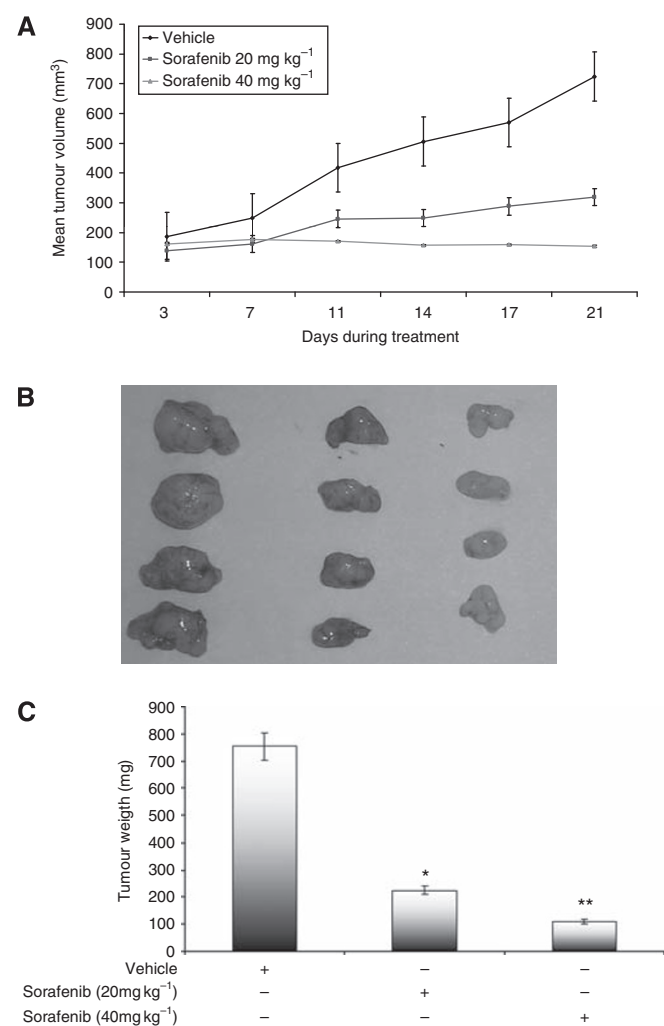 A
900
800
700
600
500
400
300
200
100
0
Mean tumour volume (mm³)
Vehicle
Sorafenib 20 mg kg⁻¹
Sorafenib 40 mg kg⁻¹
3 7 11 14 17 21
Days during treatment
B
C
900
800
700
600
500
400
300
200
100
0
Tumour weigth (mg)
*
**
Vehicle + – –
Sorafenib (20mg kg⁻¹) – + –
Sorafenib (40mg kg⁻¹) – – +